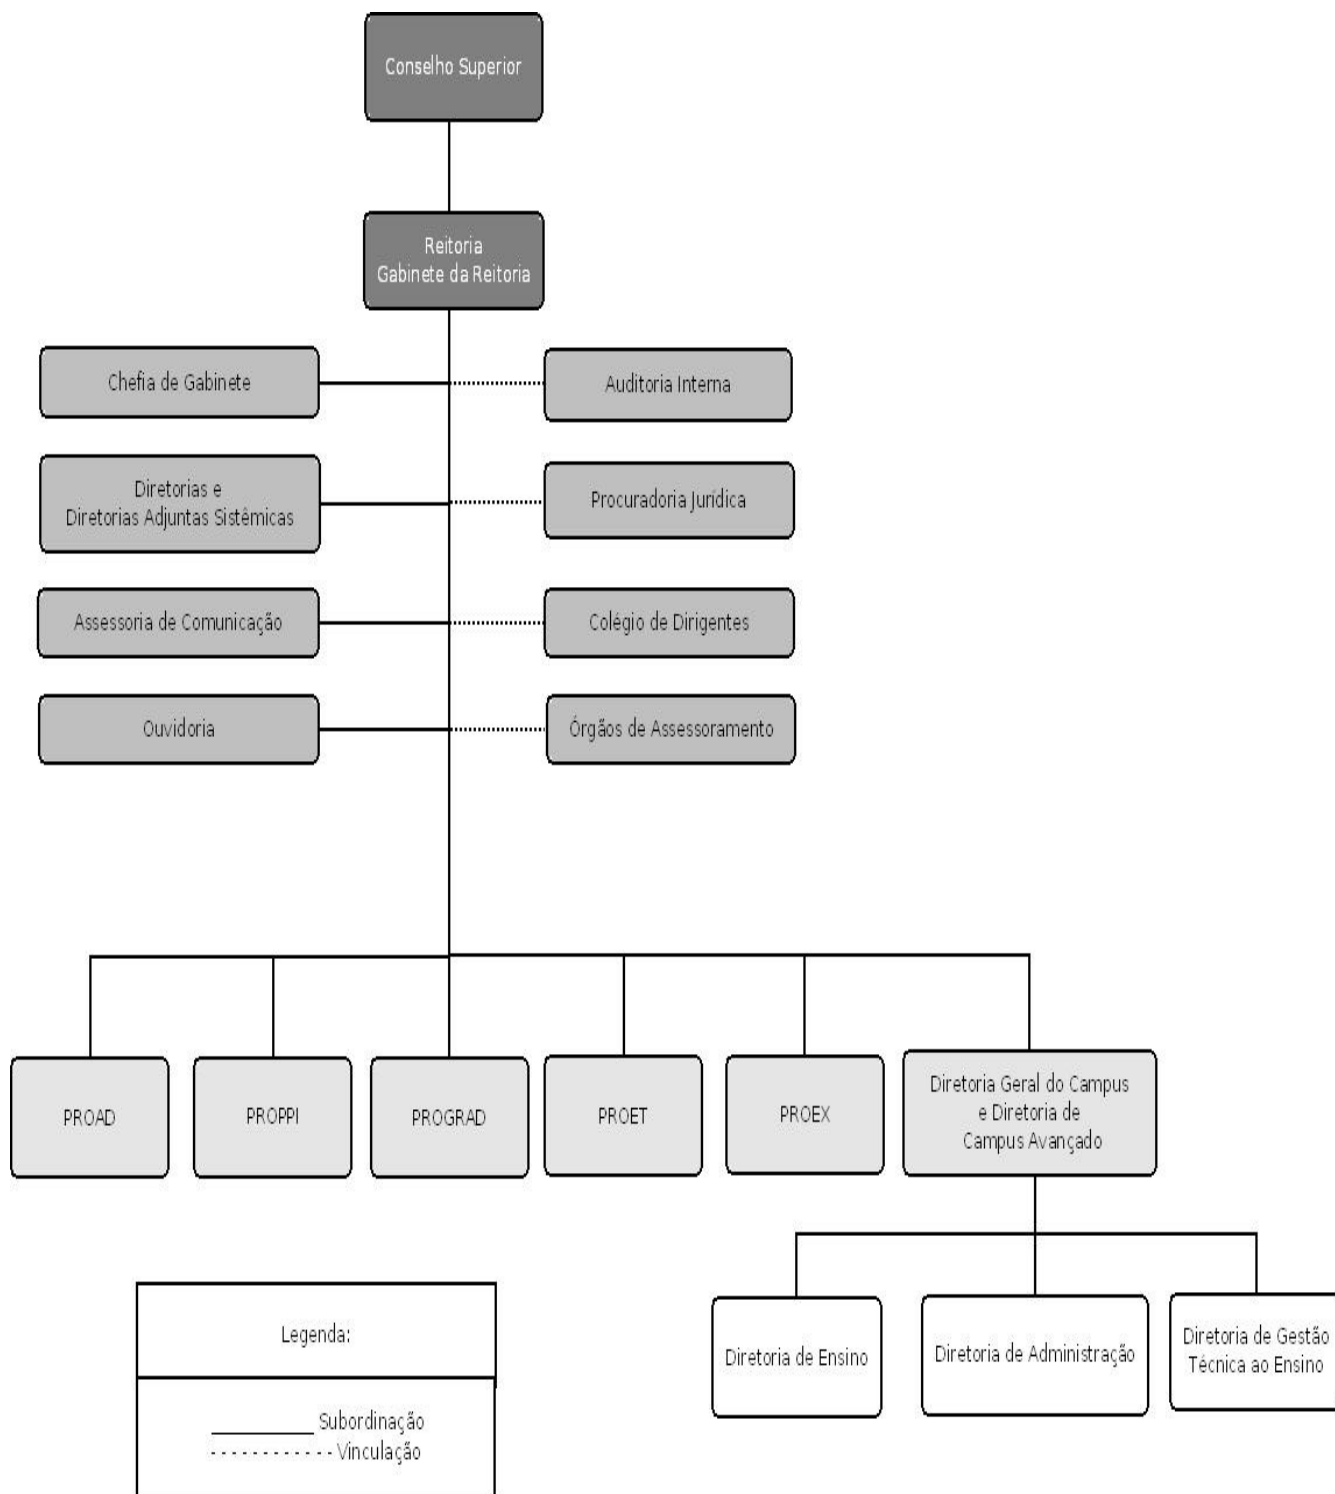 Conselho Superior
Reitoria
Gabinete da Reitoria
Chefia de Gabinete
Auditoria Interna
Diretorias e
Diretorias Adjuntas Sistêmicas
Procuradoria Jurídica
Assessoria de Comunicação
Colégio de Dirigentes
Ouvidoria
Órgãos de Assessoramento
PROAD
PROPPI
PROGRAD
PROET
PROEX
Diretoria Geral do Campus
e Diretoria de
Campus Avançado
Diretoria de Ensino
Diretoria de Administração
Diretoria de Gestão
Técnica ao Ensino
Legenda:
Subordinação
Vinculação